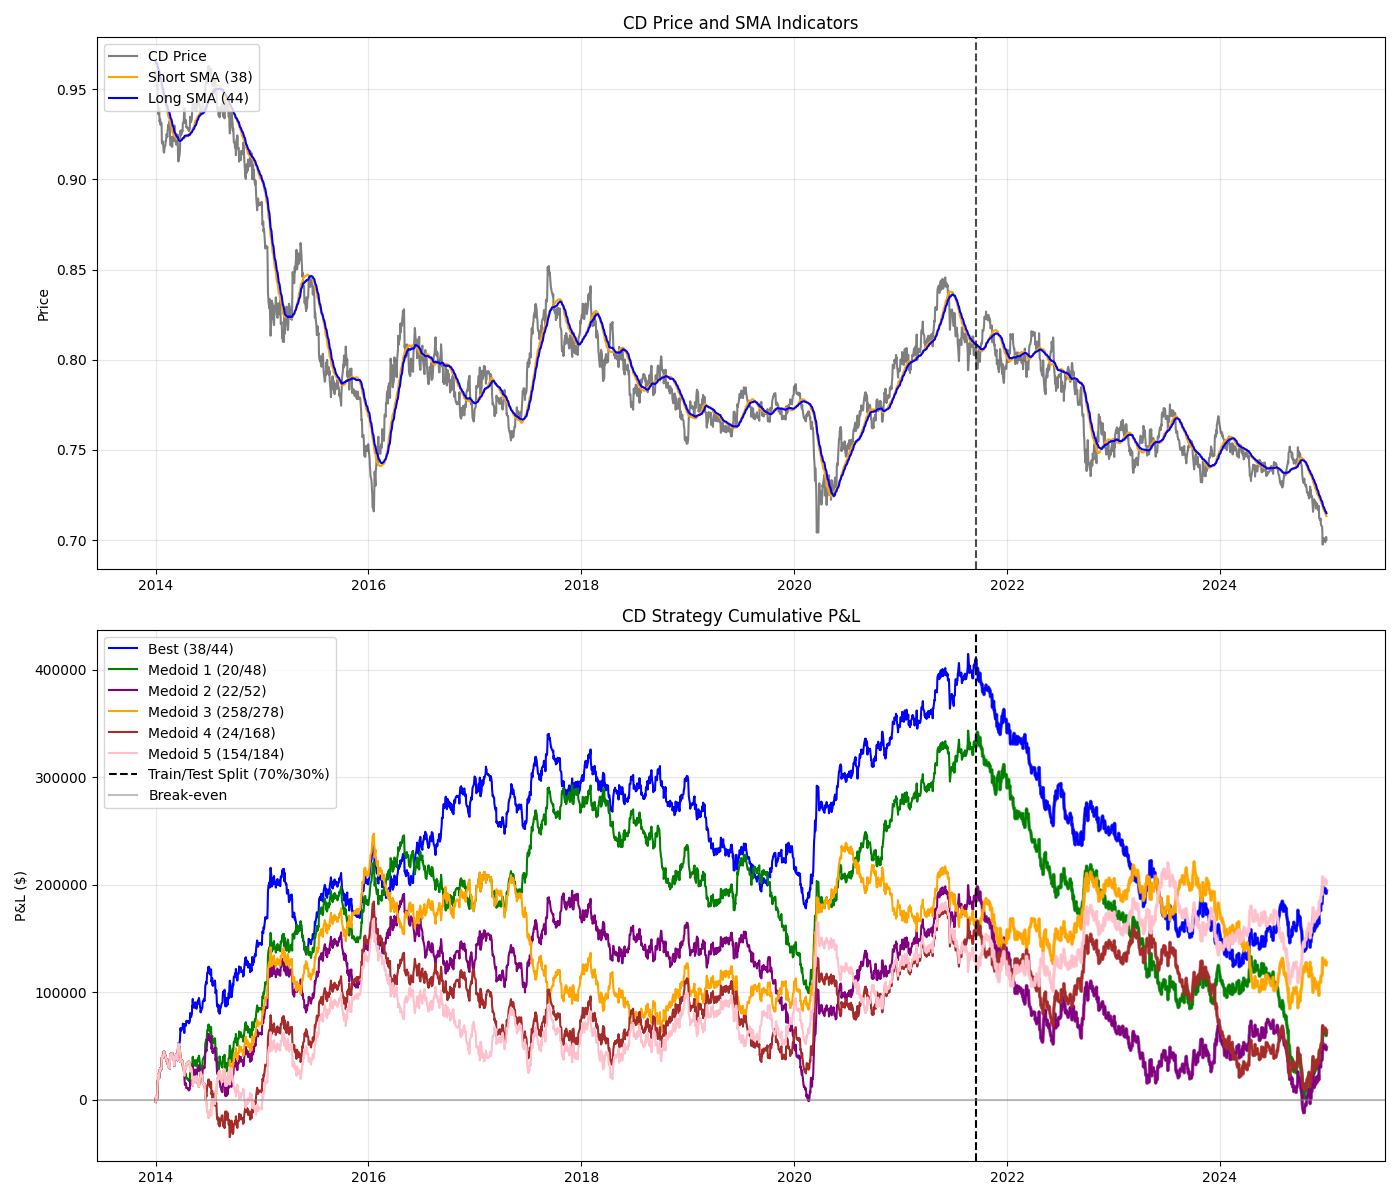 CD Price and SMA Indicators
CD Price
Short SMA (38)
Long SMA (44)
0.95
0.90
0.85
0.80
0.75
0.70
Price
2014
2016
2018
2020
2022
2024
CD Strategy Cumulative P&L
Best (38/44)
Medoid 1 (20/48)
Medoid 2 (22/52)
Medoid 3 (258/278)
Medoid 4 (24/168)
Medoid 5 (154/184)
Train/Test Split (70%/30%)
Break-even
400000
300000
200000
100000
0
P&L ($)
2014
2016
2018
2020
2022
2024